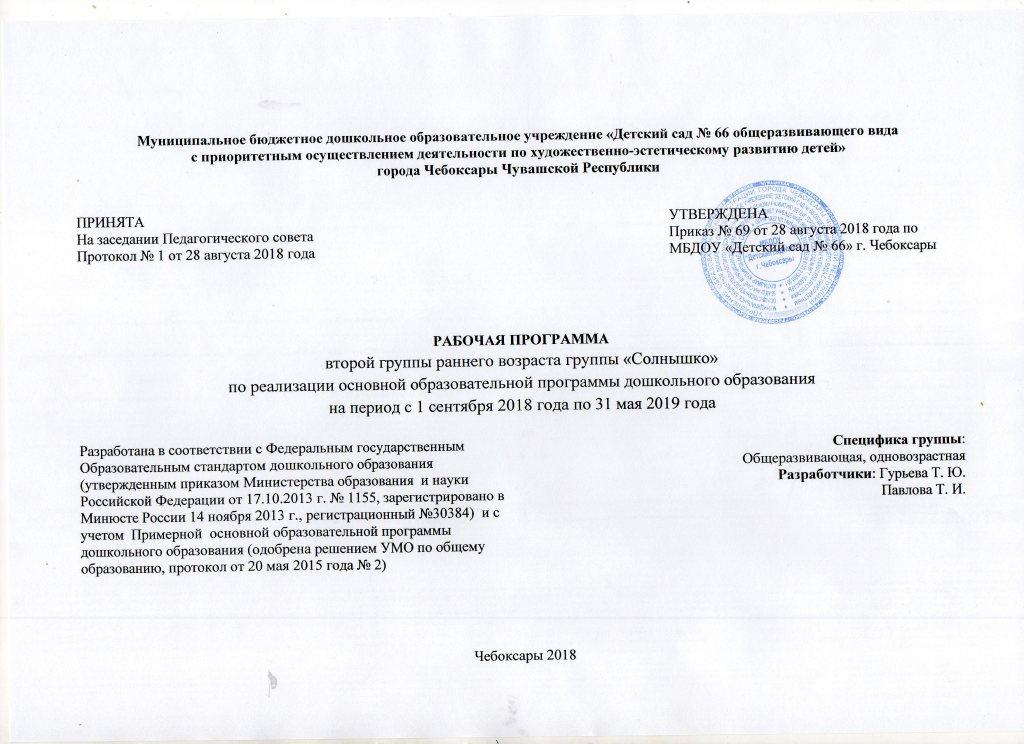 Муниципальное бюджетное дошкольное образовательное учреждение «Детский сад № 66 общеразвивающего вида
с приоритетным осуществлением деятельности по художественно-эстетическому развитию детей»
города Чебоксары Чувашской Республики
ПРИНЯТА
На заседании Педагогического совета
Протокол № 1 от 28 августа 2018 года
УТВЕРЖДЕНА
Приказ № 69 от 28 августа 2018 года по
МБДОУ «Детский сад № 66» г. Чебоксары
МБДОУ
г. Чебоксары
РАБОЧАЯ ПРОГРАММА
второй группы раннего возраста группы «Солнышко»
по реализации основной образовательной программы дошкольного образования
на период с 1 сентября 2018 года по 31 мая 2019 года
Разработана в соответствии с Федеральным государственным
Образовательным стандартом дошкольного образования
(утвержденным приказом Министерства образования и науки
Российской Федерации от 17.10.2013 г. № 1155, зарегистрировано в
Минюсте России 14 ноября 2013 г., регистрационный №30384) и с
учетом Примерной основной образовательной программы
дошкольного образования (одобрена решением УМО по общему
образованию, протокол от 20 мая 2015 года № 2)
Специфика группы:
Общеразвивающая, одновозрастная
Разработчики: Гурьева Т. Ю.
Павлова Т. И.
Чебоксары 2018